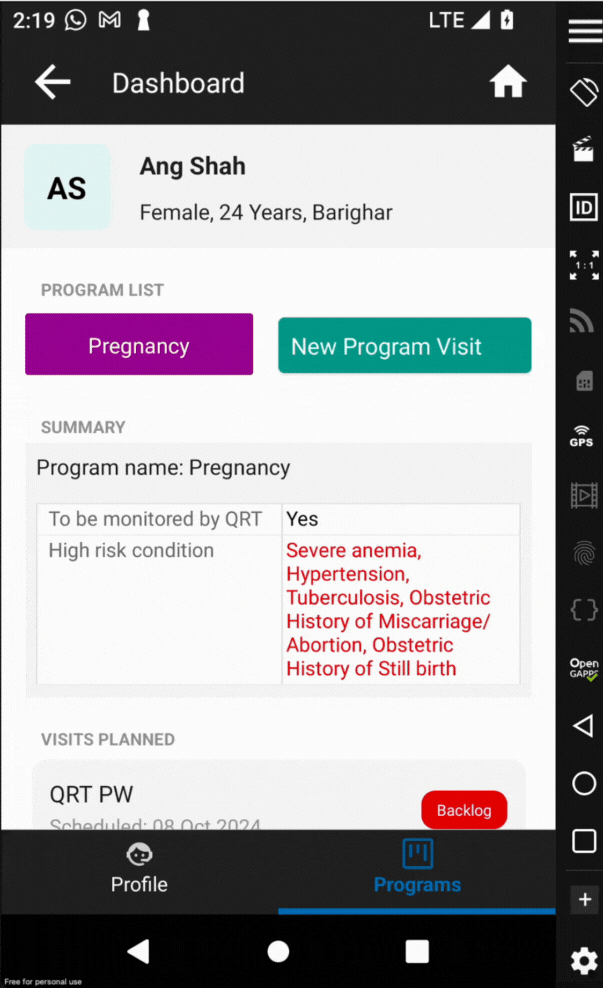 2:19 LTE
Dashboard
AS
Ang Shah
Female, 24 Years, Barighar
PROGRAM LIST
Pregnancy
New Program Visit
SUMMARY
Program name: Pregnancy
To be monitored by QRT Yes
High risk condition Severe anemia,
Hypertension,
Tuberculosis, Obstetric
History of Miscarriage/
Abortion, Obstetric
History of Still birth
VISITS PLANNED
QRT PW
Backlog
Scheduled: 08 Oct 2024
Profile
Programs
Free for personal use
ID
1:1
GPS
Open
GAPPS